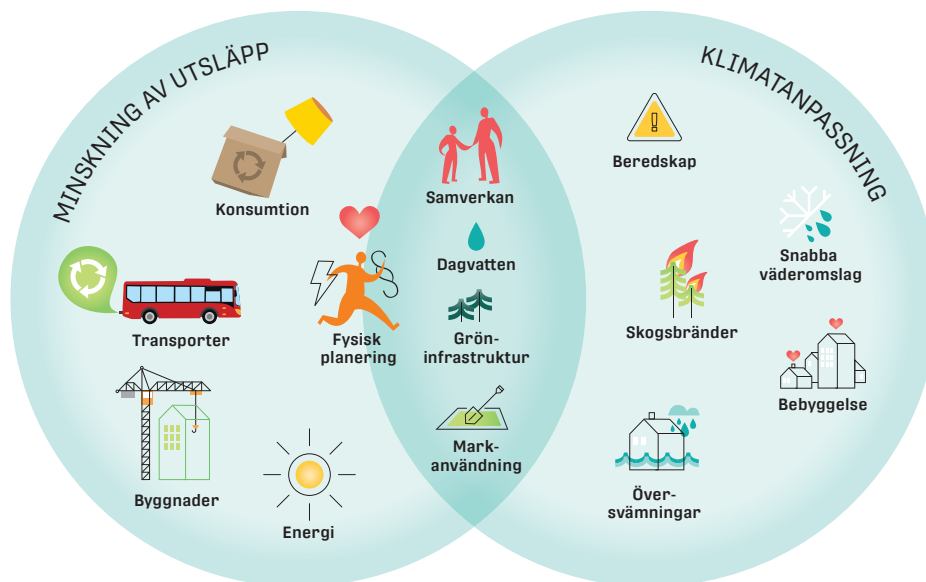 MINSKNING AV UTSLÄPP
Konsumtion
Transporter
Fysisk
planering
Byggnader
Energi
Samverkan
Dagvatten
Grön-
infrastruktur
Mark-
användning
KLIMATANPASSNING
Beredskap
Snabba
väderomslag
Skogsbränder
Bebyggelse
Över-
svämningar